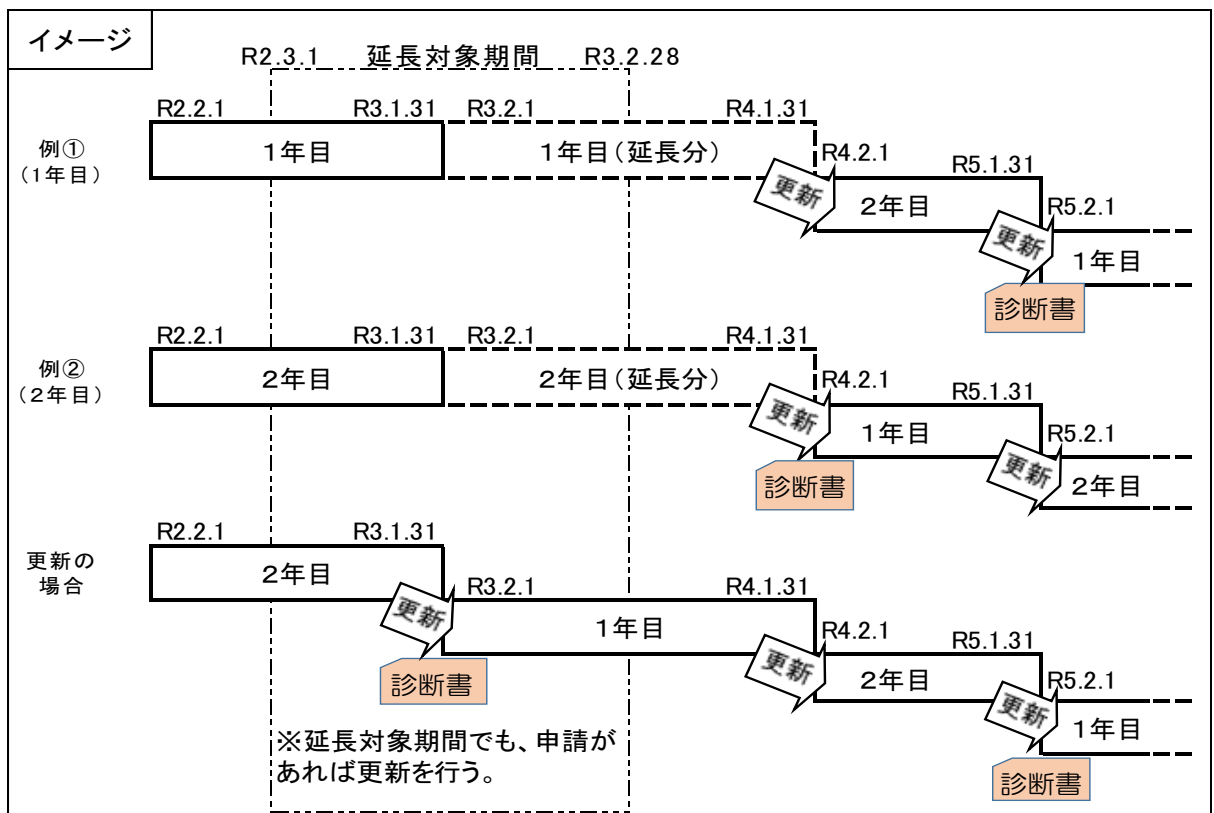 イメージ
R2.3.1 延長対象期間 R3.2.28
R2.2.1 R3.1.31 R3.2.1 R4.1.31
例①
(1年目)
1年目
1年目(延長分)
更新
R4.2.1 R5.1.31
2年目
更新
R5.2.1
1年目
診断書
R2.2.1 R3.1.31 R3.2.1 R4.1.31
例②
(2年目)
2年目
2年目(延長分)
更新
R4.2.1 R5.1.31
1年目
診断書
更新
R5.2.1
2年目
R2.2.1 R3.1.31
更新の
場合
2年目
更新
R3.2.1 R4.1.31
1年目
診断書
更新
R4.2.1 R5.1.31
2年目
更新
R5.2.1
1年目
診断書
※延長対象期間でも、申請が
あれば更新を行う。